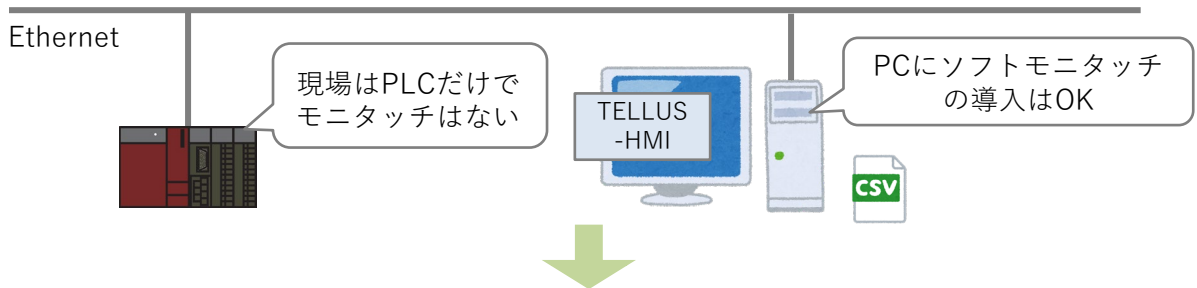 Ethernet
現場はPLCだけで
モニタッチはない
TELLUS
-HMI
PCにソフトモニタッチ
の導入はOK
CSV